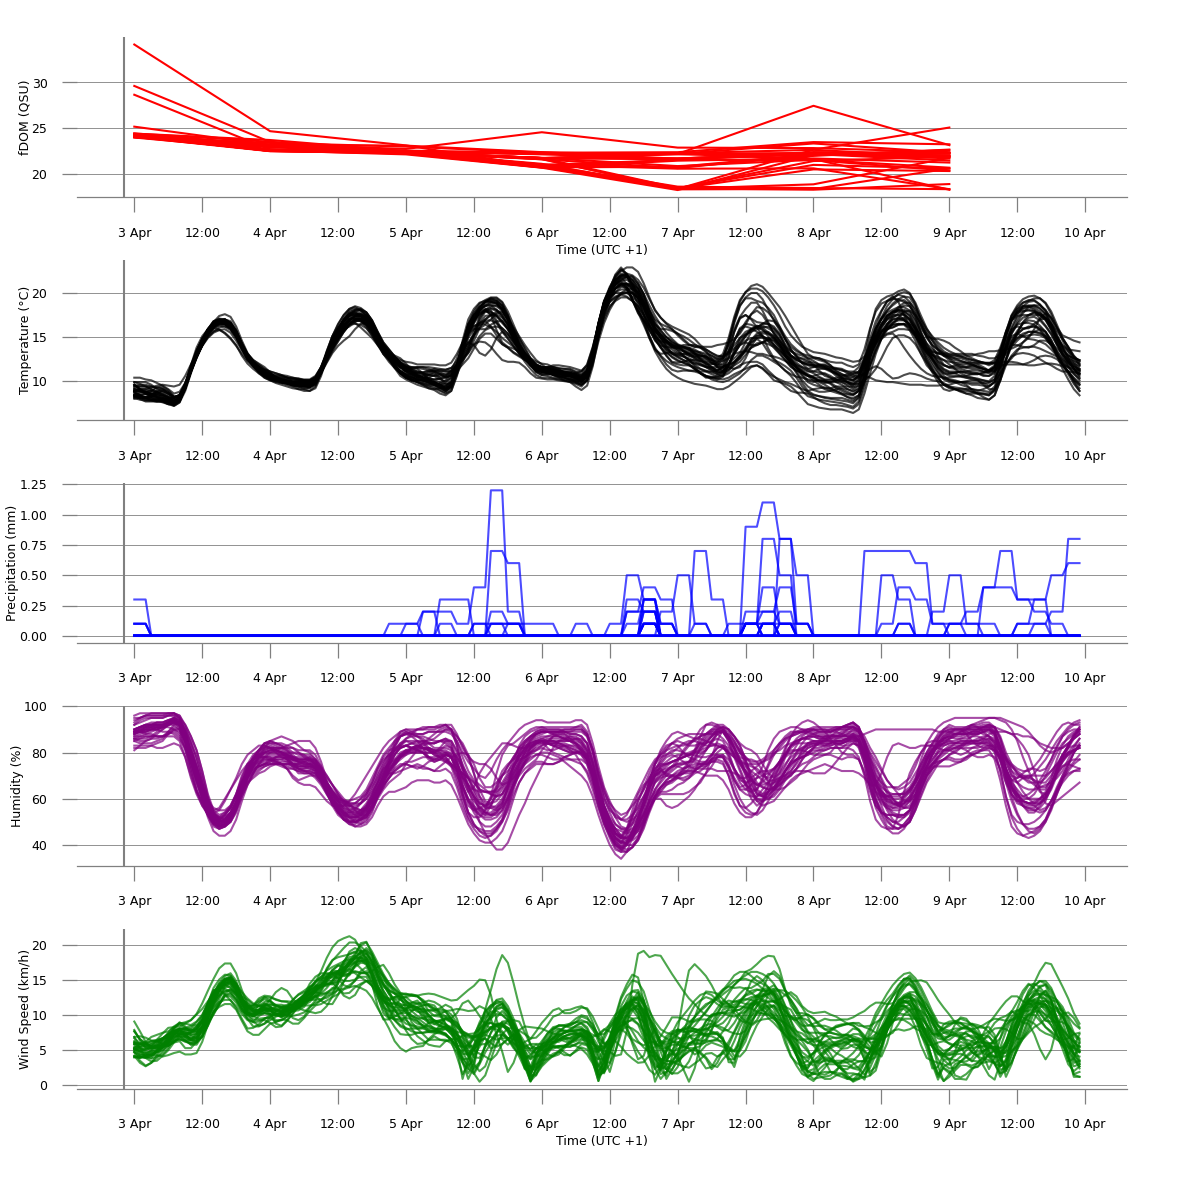 fDOM (QSU)
30
25
20
3 Apr 12:00 4 Apr 12:00 5 Apr 12:00 6 Apr 12:00 7 Apr 12:00 8 Apr 12:00 9 Apr 12:00 10 Apr
Time (UTC +1)
Temperature (°C)
20
15
10
3 Apr 12:00 4 Apr 12:00 5 Apr 12:00 6 Apr 12:00 7 Apr 12:00 8 Apr 12:00 9 Apr 12:00 10 Apr
Precipitation (mm)
1.25
1.00
0.75
0.50
0.25
0.00
3 Apr 12:00 4 Apr 12:00 5 Apr 12:00 6 Apr 12:00 7 Apr 12:00 8 Apr 12:00 9 Apr 12:00 10 Apr
Humidity (%)
100
80
60
40
3 Apr 12:00 4 Apr 12:00 5 Apr 12:00 6 Apr 12:00 7 Apr 12:00 8 Apr 12:00 9 Apr 12:00 10 Apr
Wind Speed (km/h)
20
15
10
5
0
3 Apr 12:00 4 Apr 12:00 5 Apr 12:00 6 Apr 12:00 7 Apr 12:00 8 Apr 12:00 9 Apr 12:00 10 Apr
Time (UTC +1)